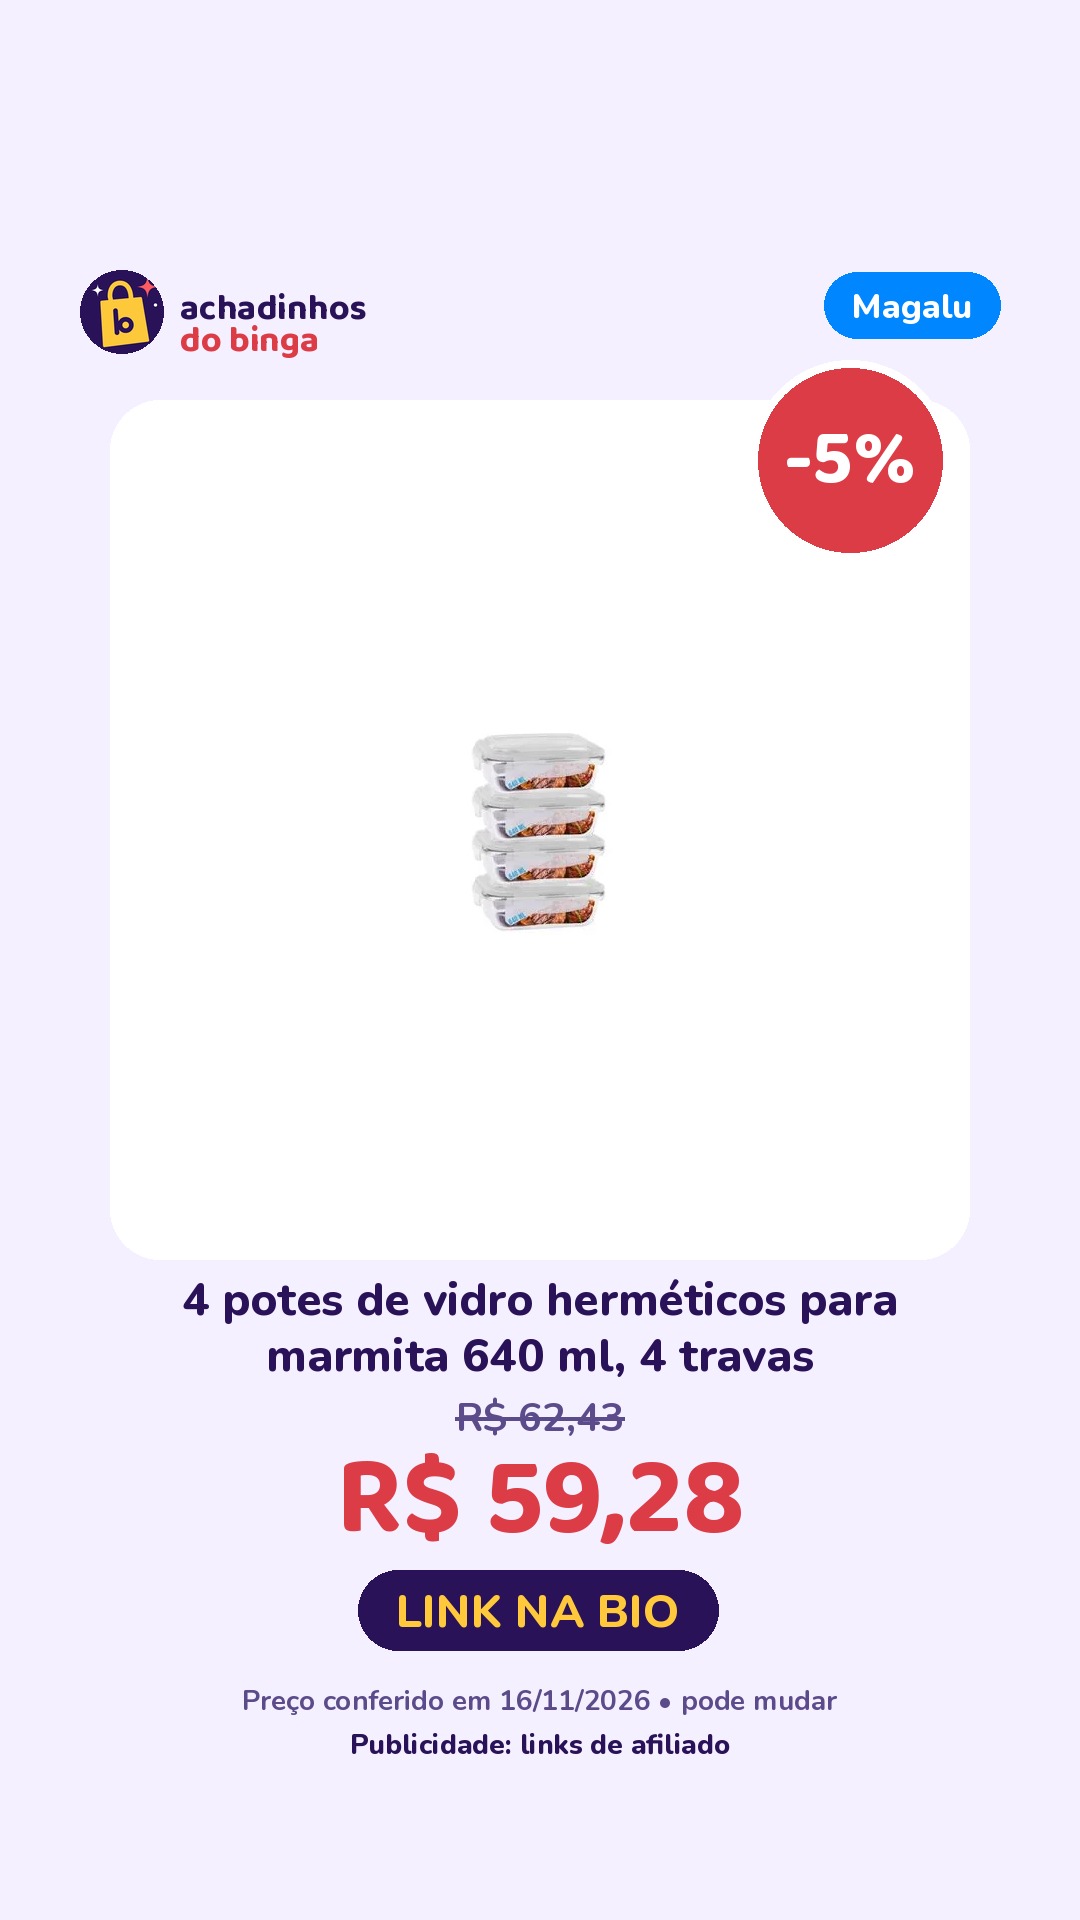 achadinhos
do binga
Magalu
-5%
4 potes de vidro herméticos para
marmita 640 ml, 4 travas
R$ 62,43
R$ 59,28
LINK NA BIO
Preço conferido em 16/11/2026 • pode mudar
Publicidade: links de afiliado